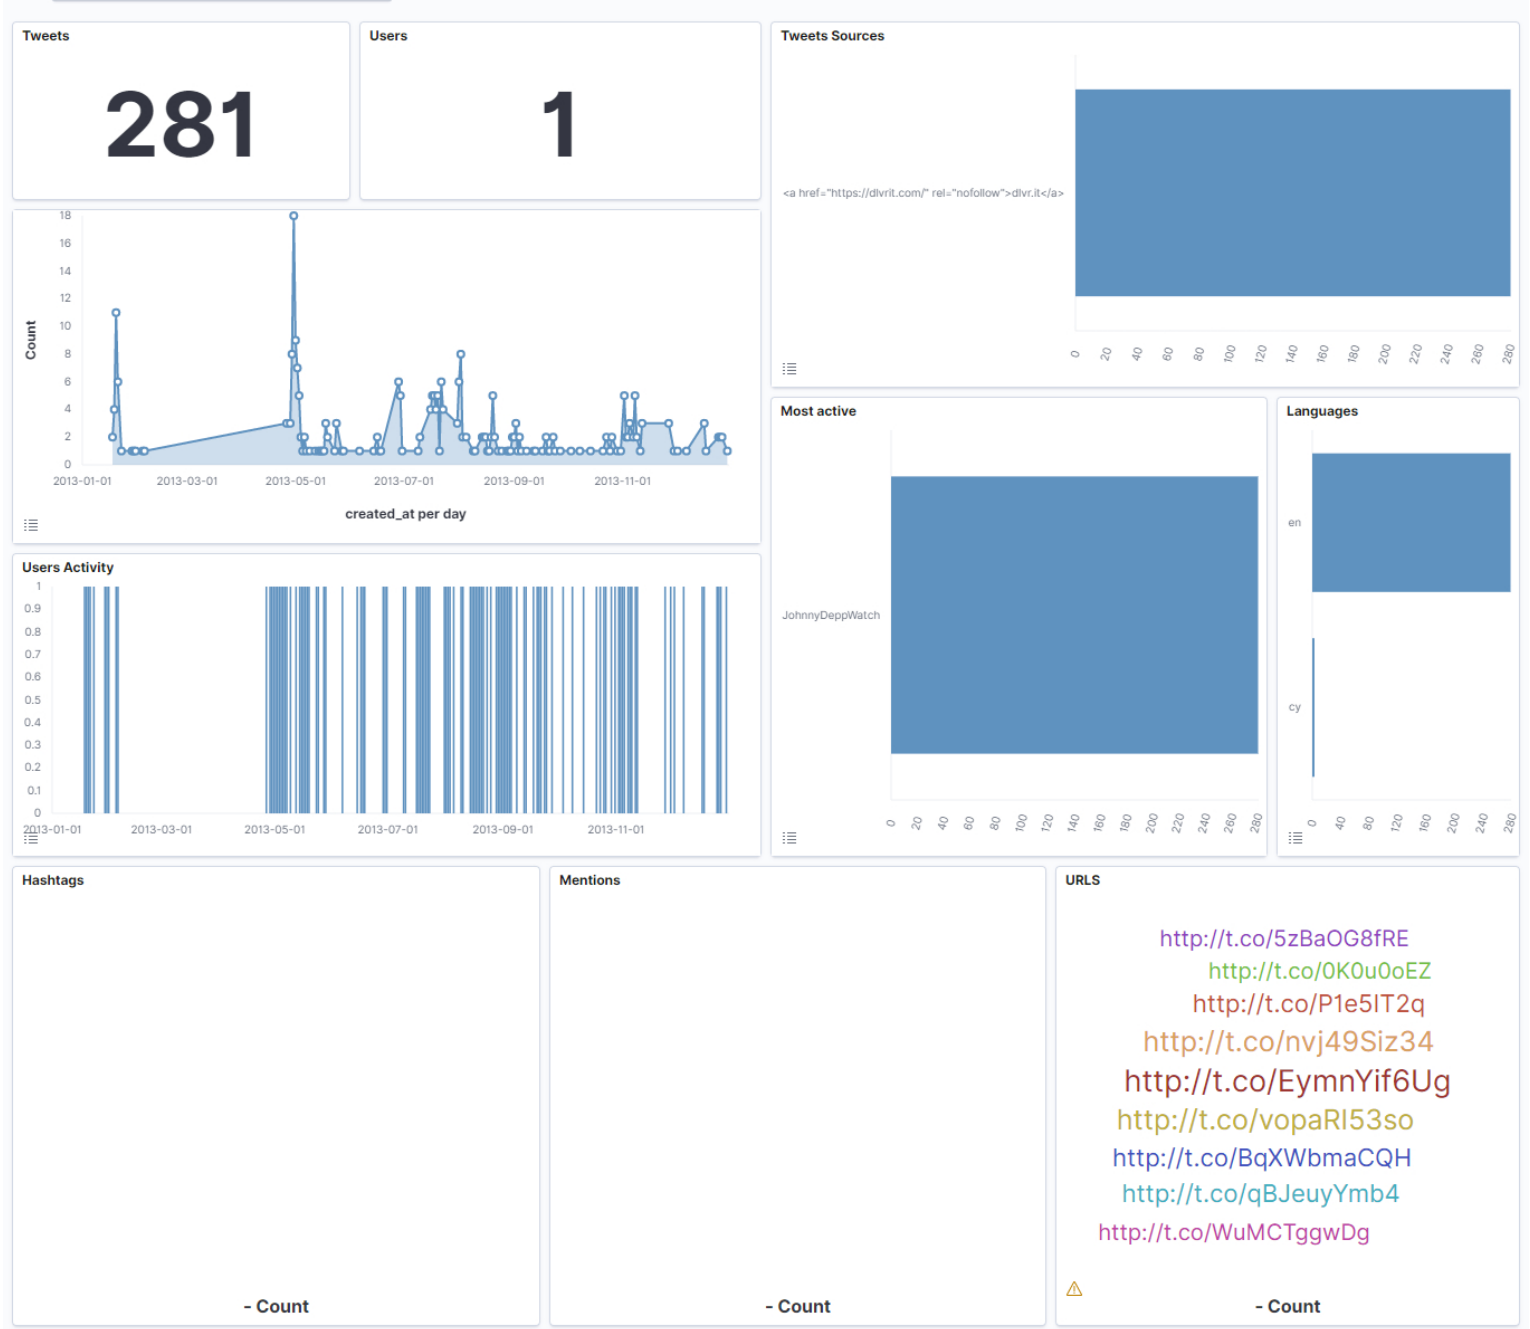 Tweets
281
Users
1
Tweets Sources
<a href="https://dlvrit.com/" rel="nofollow">dlvr.it</a>
0 20 40 60 80 100 120 140 160 180 200 220 240 260 280
Count
18
16
14
12
10
8
6
4
2
0
2013-01-01 2013-03-01 2013-05-01 2013-07-01 2013-09-01 2013-11-01
created_at per day
Most active
JohnnyDeppWatch
0 20 40 60 80 100 120 140 160 180 200 220 240 260 280
Languages
en
cy
0 40 80 120 160 200 240 280
Users Activity
1
0.9
0.8
0.7
0.6
0.5
0.4
0.3
0.2
0.1
0
2013-01-01 2013-03-01 2013-05-01 2013-07-01 2013-09-01 2013-11-01
Hashtags
- Count
Mentions
- Count
URLS
http://t.co/5zBaOG8fRE
http://t.co/0K0u0oEZ
http://t.co/P1e5IT2q
http://t.co/nvj49Siz34
http://t.co/EymnYif6Ug
http://t.co/vopaRI53so
http://t.co/BqXWbmaCQH
http://t.co/qBJeuyYmb4
http://t.co/WuMCTggwDg
- Count